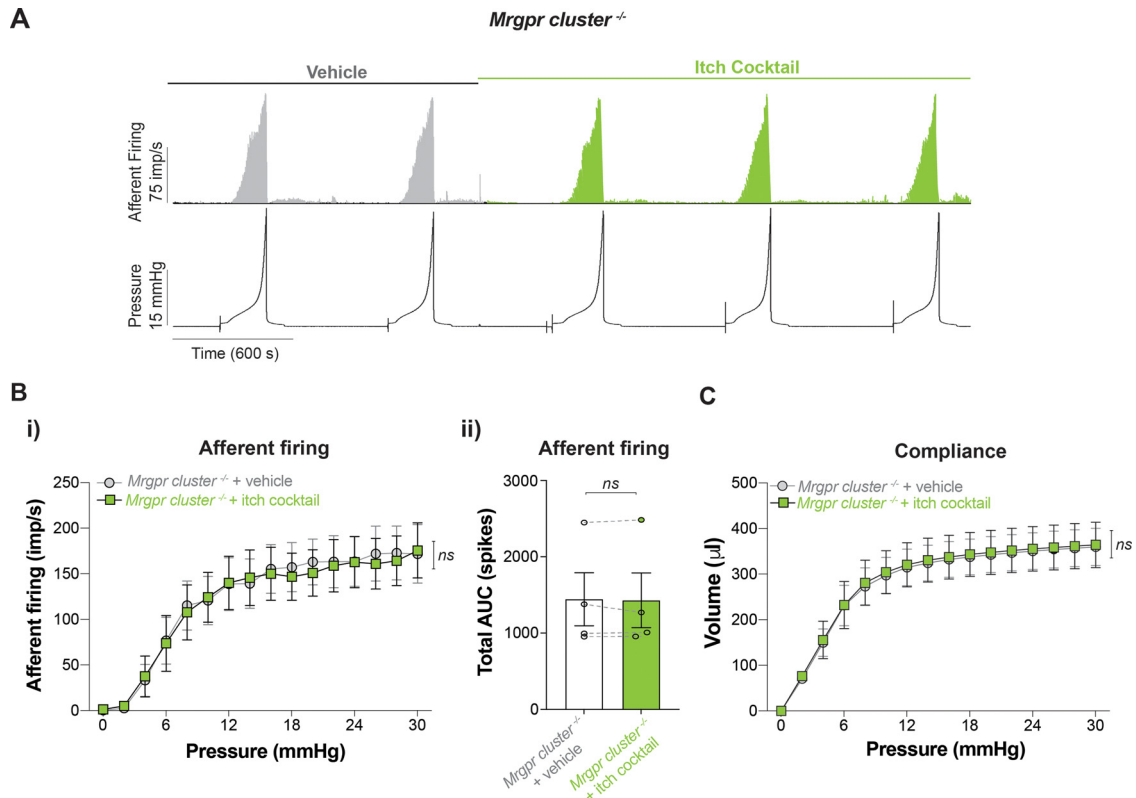 A
Mrgpr cluster -/-
Vehicle
Itch Cocktail
Afferent Firing
75 imp/s
Pressure
15 mmHg
Time (600 s)
B
i)
Afferent firing
Mrgpr cluster -/- + vehicle
Mrgpr cluster -/- + itch cocktail
250
200
150
100
50
0
Afferent firing (imp/s)
ns
0 6 12 18 24 30
Pressure (mmHg)
ii)
Afferent firing
3000
2000
1000
0
Total AUC (spikes)
ns
Mrgpr cluster -/-
+ vehicle
Mrgpr cluster -/-
+ itch cocktail
C
Compliance
Mrgpr cluster -/- + vehicle
Mrgpr cluster -/- + itch cocktail
500
400
300
200
100
0
Volume (µl)
ns
0 6 12 18 24 30
Pressure (mmHg)